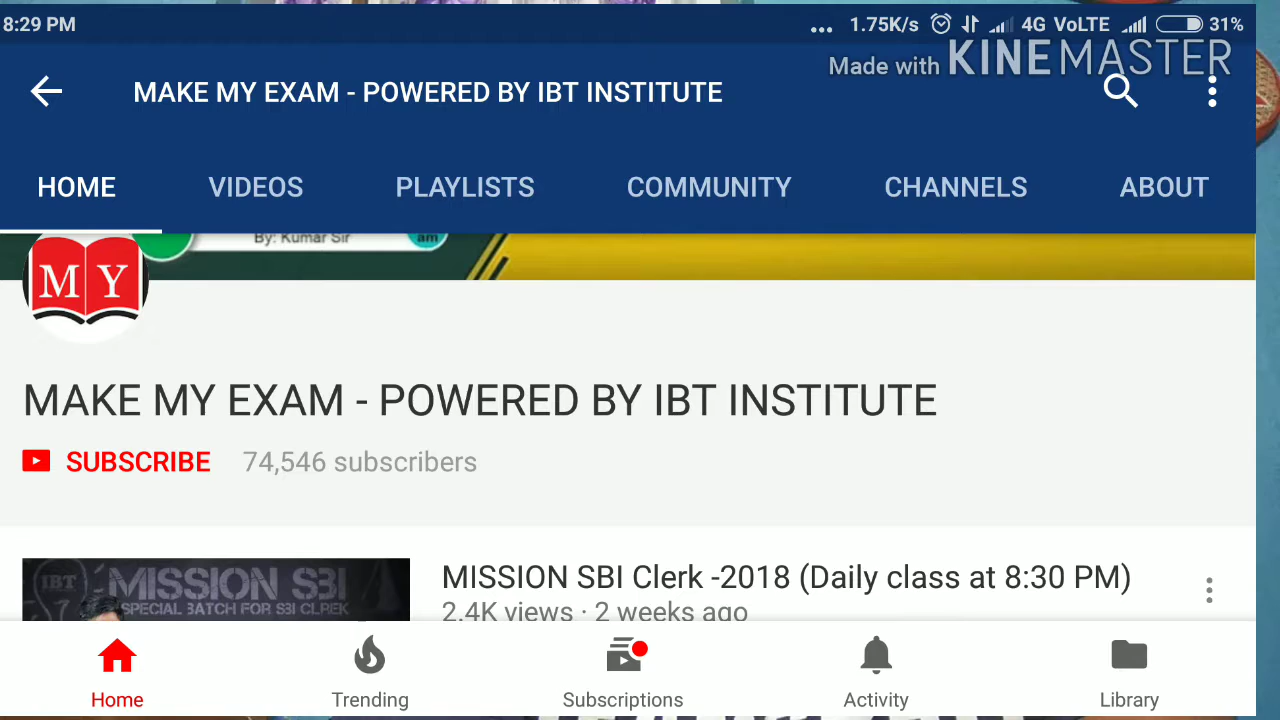 8:29 PM
... 1.75K/s 4G VoLTE 31%
Made with KINEMASTER
MAKE MY EXAM - POWERED BY IBT INSTITUTE
HOME VIDEOS PLAYLISTS COMMUNITY CHANNELS ABOUT
By: Kumar Sir
am
M Y
MAKE MY EXAM - POWERED BY IBT INSTITUTE
SUBSCRIBE 74,546 subscribers
IBT MISSION SBI
SPECIAL BATCH FOR SBI CLREK
MISSION SBI Clerk -2018 (Daily class at 8:30 PM)
2.4K views · 2 weeks ago
Home Trending Subscriptions Activity Library